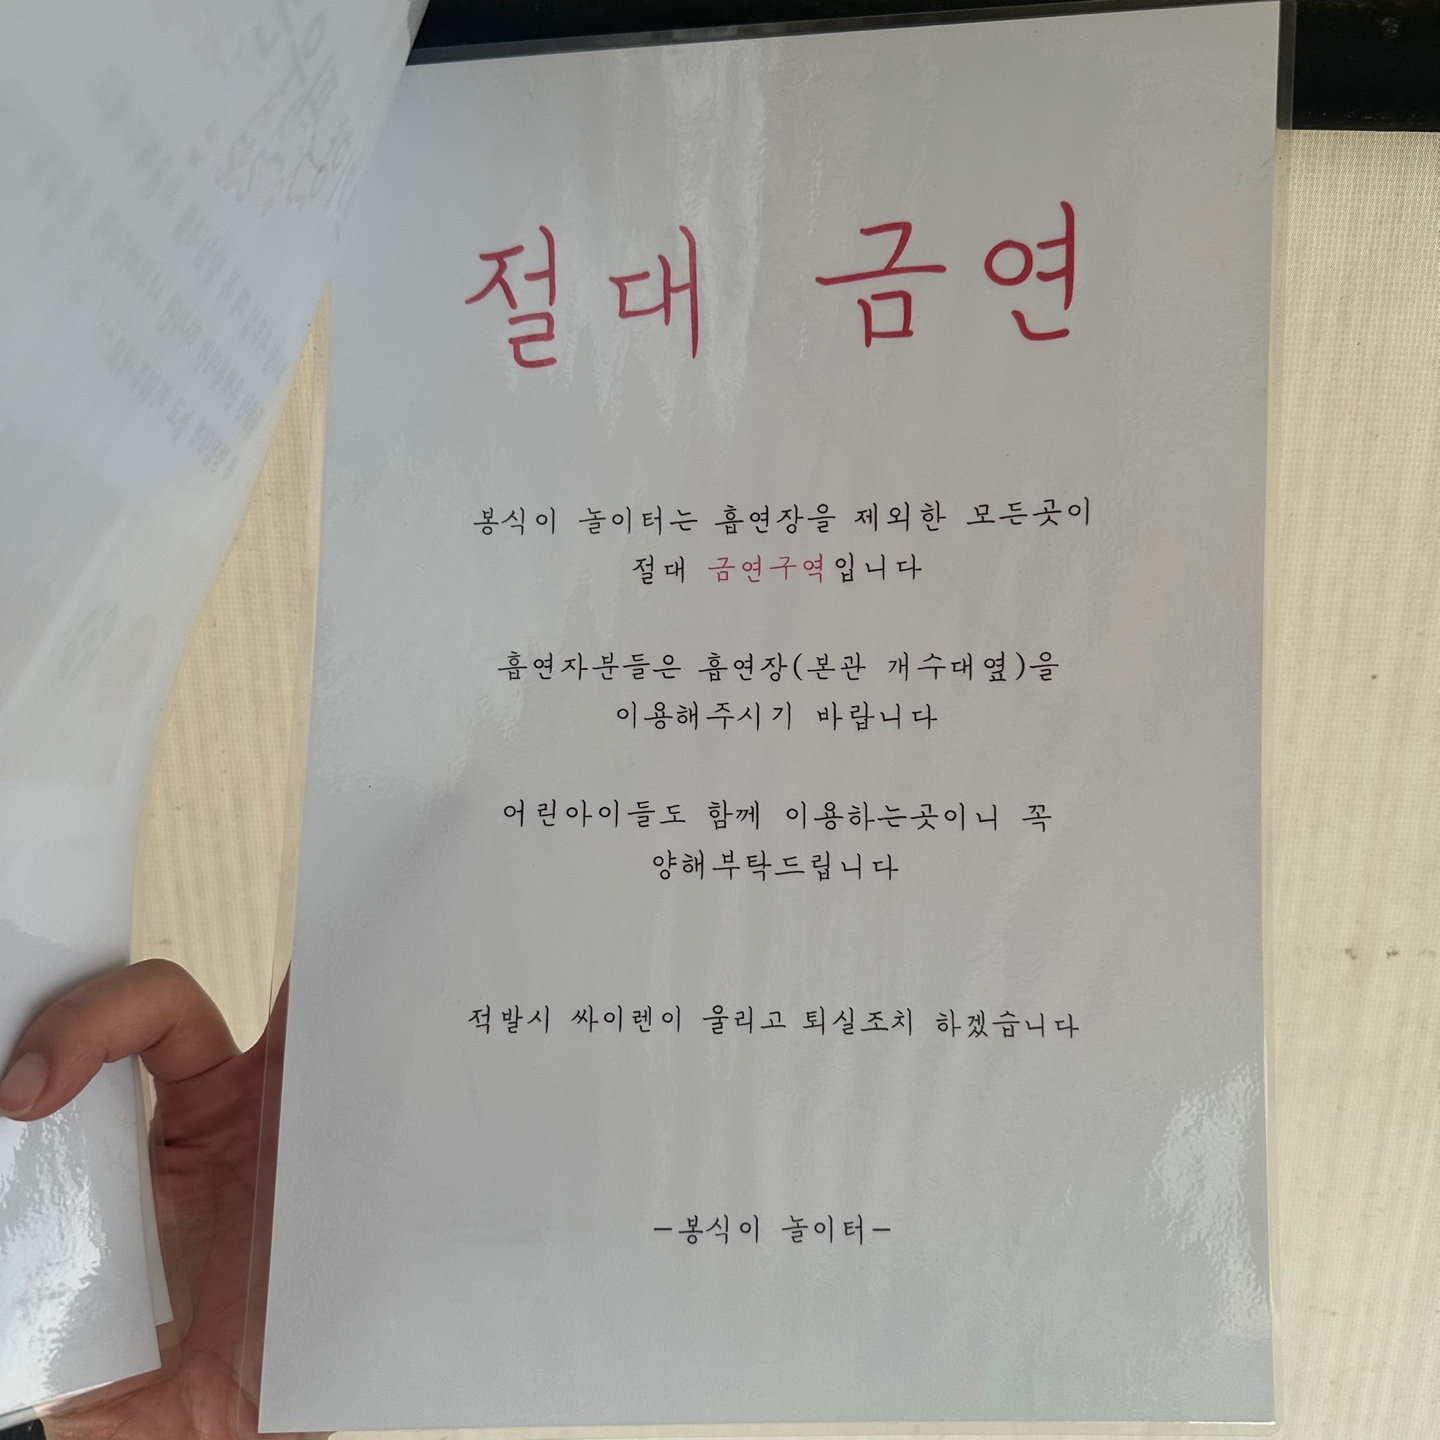 절대 금연
봉식이 놀이터는 흡연장을 제외한 모든곳이
절대 금연구역입니다
흡연자분들은 흡연장(본관 개수대옆)을
이용해주시기 바랍니다
어린아이들도 함께 이용하는곳이니 꼭
양해부탁드립니다
적발시 싸이렌이 울리고 퇴실조치 하겠습니다
-봉식이 놀이터-